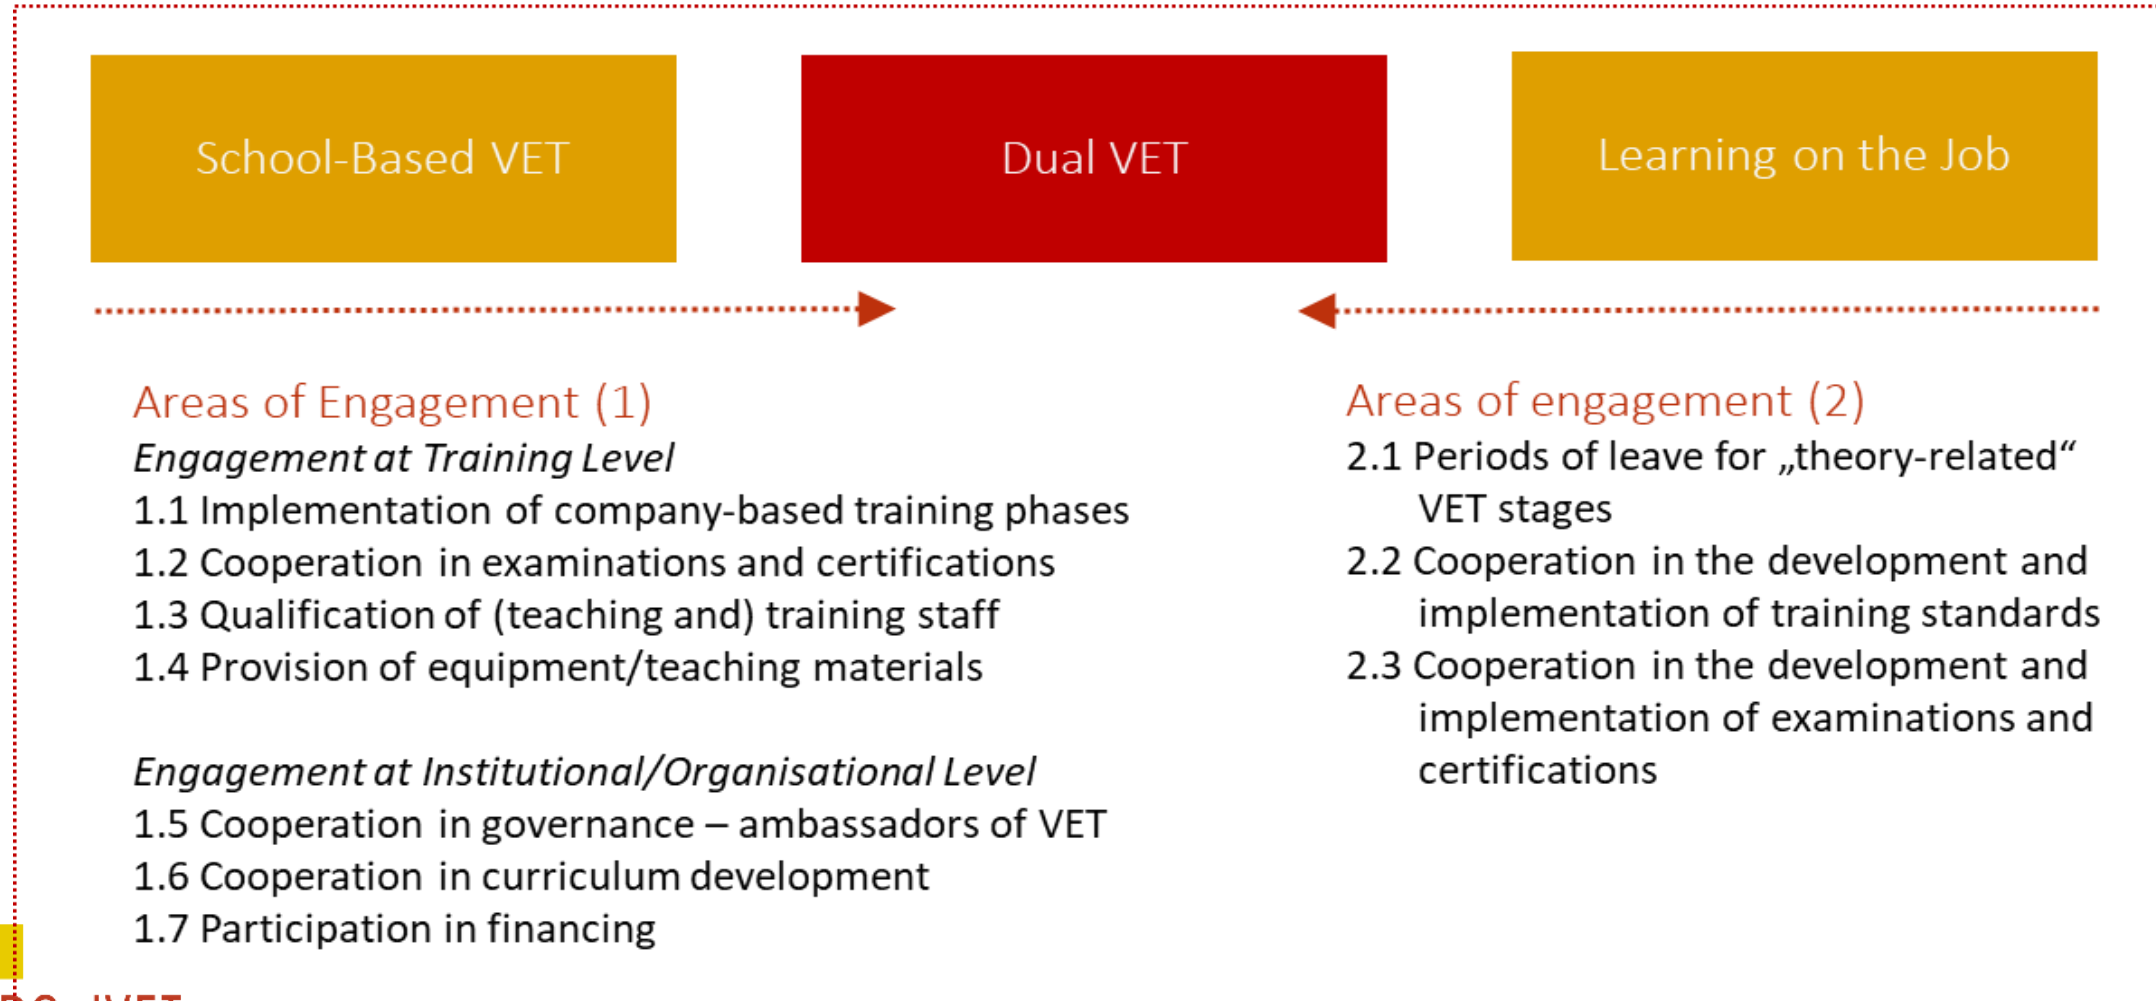 School-Based VET
Dual VET
Learning on the Job
Areas of Engagement (1)
Engagement at Training Level
1.1 Implementation of company-based training phases
1.2 Cooperation in examinations and certifications
1.3 Qualification of (teaching and) training staff
1.4 Provision of equipment/teaching materials
Engagement at Institutional/Organisational Level
1.5 Cooperation in governance – ambassadors of VET
1.6 Cooperation in curriculum development
1.7 Participation in financing
Areas of engagement (2)
2.1 Periods of leave for „theory-related“
VET stages
2.2 Cooperation in the development and
implementation of training standards
2.3 Cooperation in the development and
implementation of examinations and
certifications